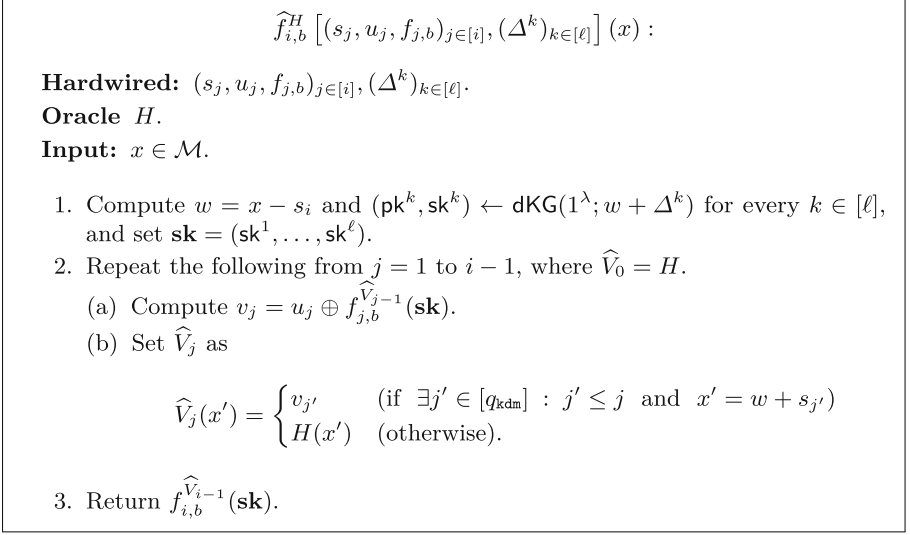 $\widehat{f}_{i,b}^{H}\left[(s_j, u_j, f_{j,b})_{j\in[i]}, (\Delta^k)_{k\in[\ell]}\right](x)$ :
Hardwired: $(s_j, u_j, f_{j,b})_{j\in[i]}, (\Delta^k)_{k\in[\ell]}$.
Oracle $H$.
Input: $x \in \mathcal{M}$.
1. Compute $w = x - s_i$ and $(\mathsf{pk}^k, \mathsf{sk}^k) \leftarrow \mathsf{dKG}(1^\lambda; w + \Delta^k)$ for every $k \in [\ell]$,
and set $\mathbf{sk} = (\mathsf{sk}^1, \ldots, \mathsf{sk}^\ell)$.
2. Repeat the following from $j = 1$ to $i - 1$, where $\widehat{V}_0 = H$.
(a) Compute $v_j = u_j \oplus f_{j,b}^{\widehat{V}_{j-1}}(\mathbf{sk})$.
(b) Set $\widehat{V}_j$ as
$\widehat{V}_j(x') = \begin{cases} v_{j'} & (\text{if } \exists j' \in [q_{\mathtt{kdm}}] : j' \leq j \text{ and } x' = w + s_{j'}) \\ H(x') & (\text{otherwise}). \end{cases}$
3. Return $f_{i,b}^{\widehat{V}_{i-1}}(\mathbf{sk})$.